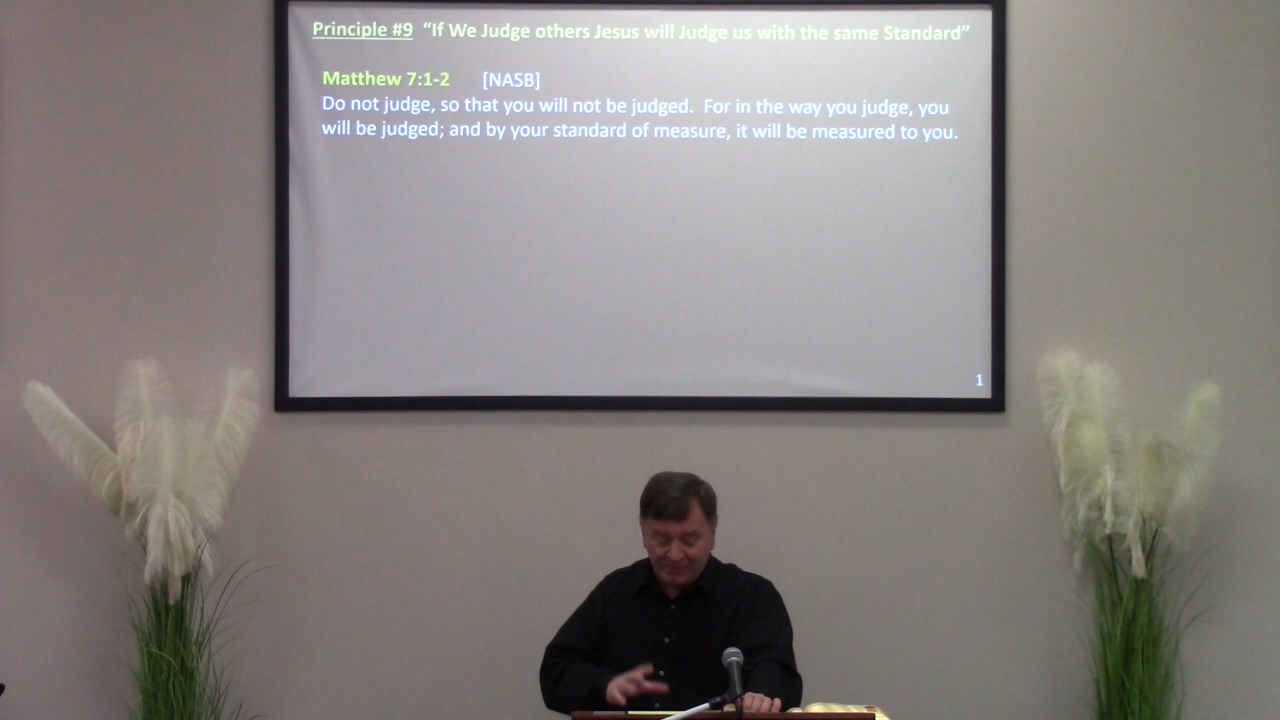 Principle #9 “If We Judge others Jesus will Judge us with the same Standard”
Matthew 7:1-2 [NASB]
Do not judge, so that you will not be judged. For in the way you judge, you
will be judged; and by your standard of measure, it will be measured to you.
1